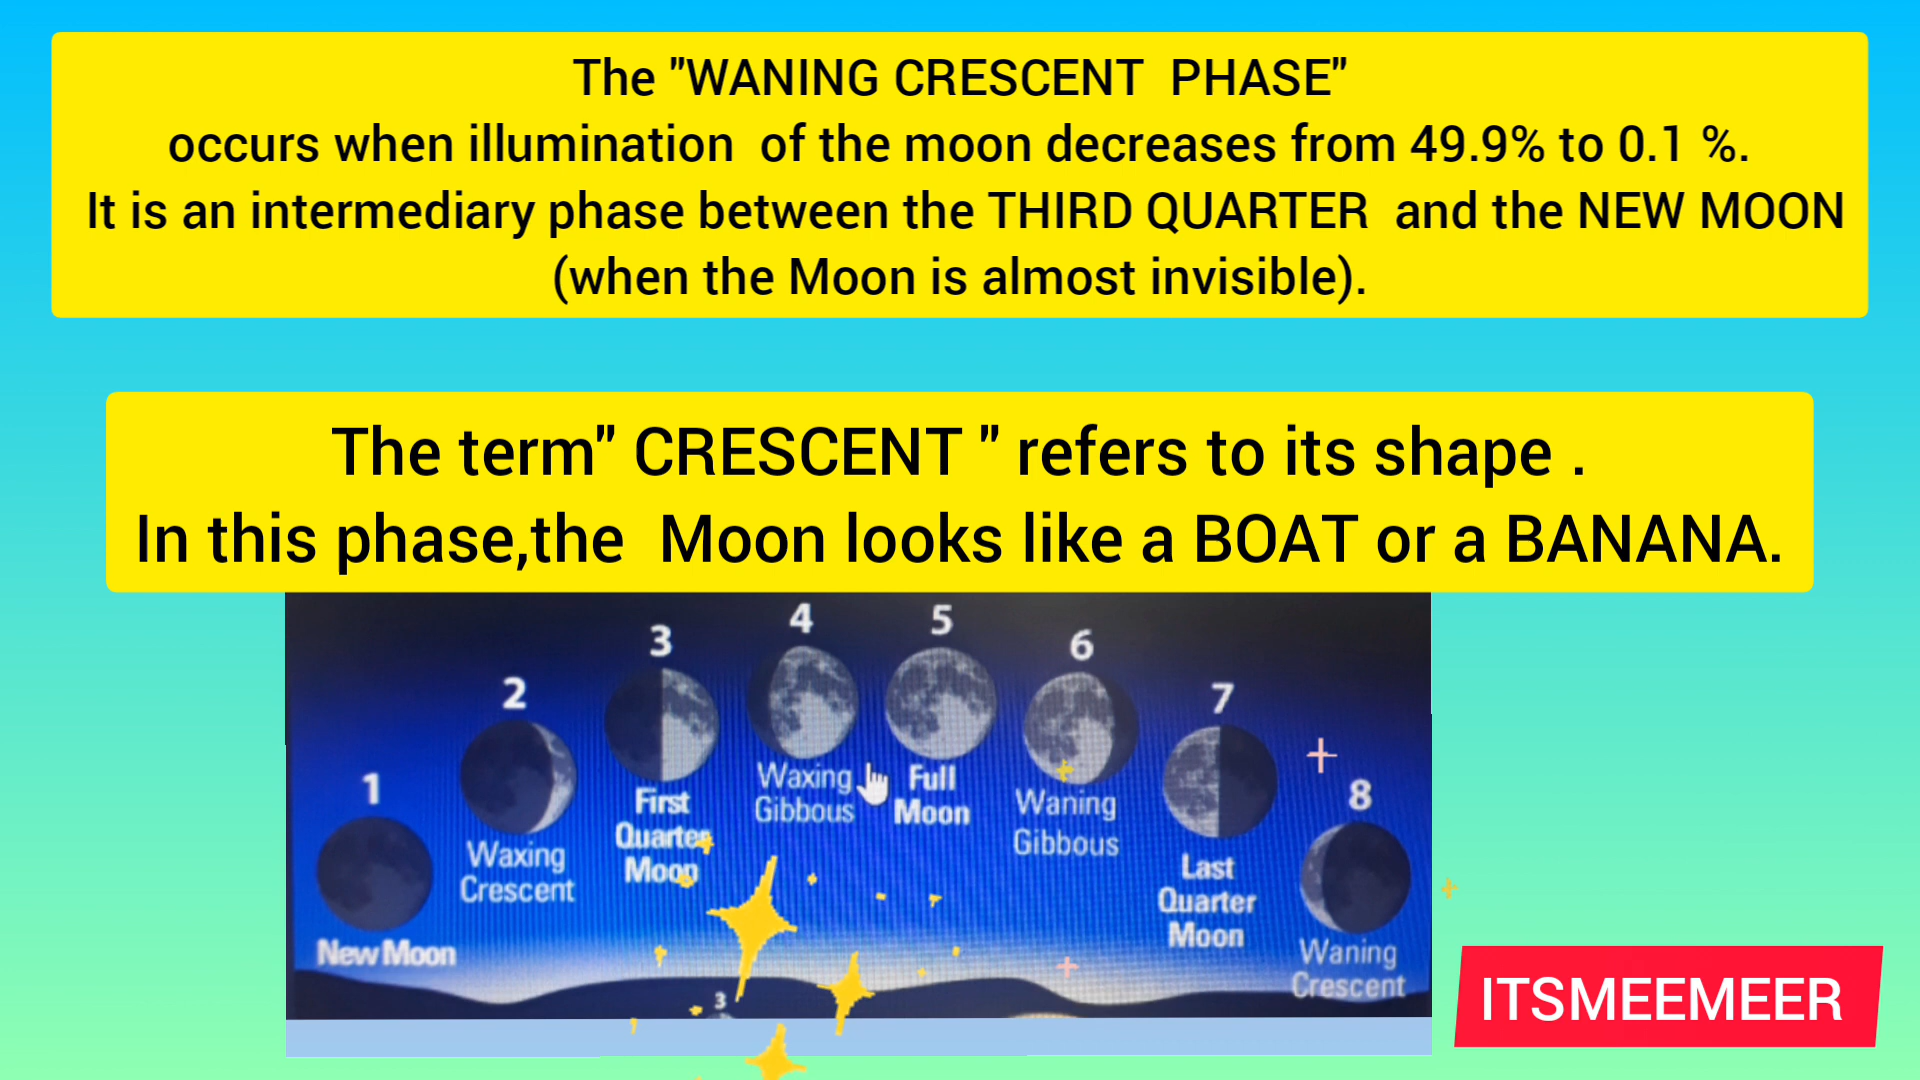 The "WANING CRESCENT  PHASE"
occurs when illumination  of the moon decreases from 49.9% to 0.1 %.
It is an intermediary phase between the THIRD QUARTER  and the NEW MOON
(when the Moon is almost invisible).
The term" CRESCENT " refers to its shape .
In this phase,the  Moon looks like a BOAT or a BANANA.
1
New Moon
2
Waxing
Crescent
3
First
Quarter
Moon
4
Waxing
Gibbous
5
Full
Moon
6
Waning
Gibbous
7
Last
Quarter
Moon
8
Waning
Crescent
3
ITSMEEMEER